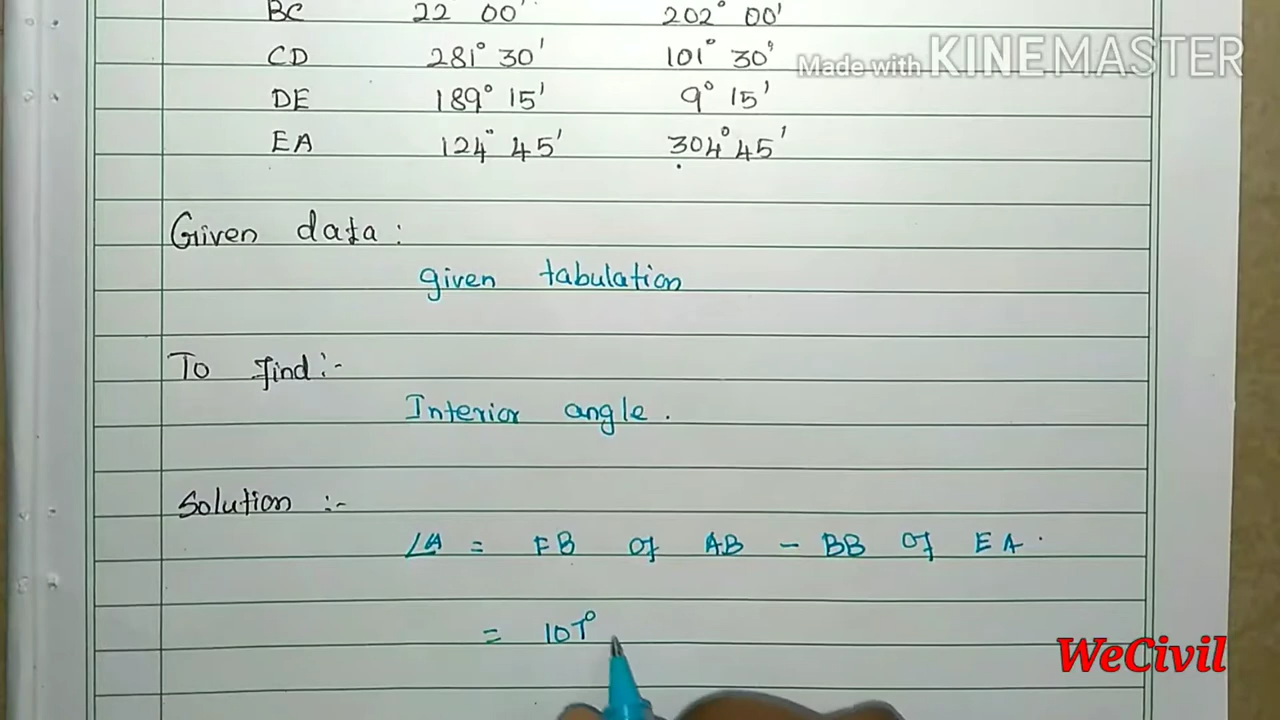 BC 22° 00' 202° 00'
CD 281° 30' 101° 30'
Made with KINEMASTER
DE 189° 15' 9° 15'
EA 124° 45' 304° 45'
Given data :
given tabulation
To find :-
Interior angle .
Solution :-
∠A = FB of AB - BB of EA .
= 107°
WeCivil